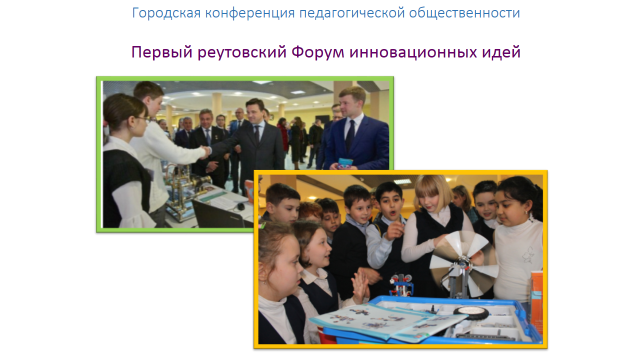 Городская конференция педагогической общественности
Первый реутовский Форум инновационных идей